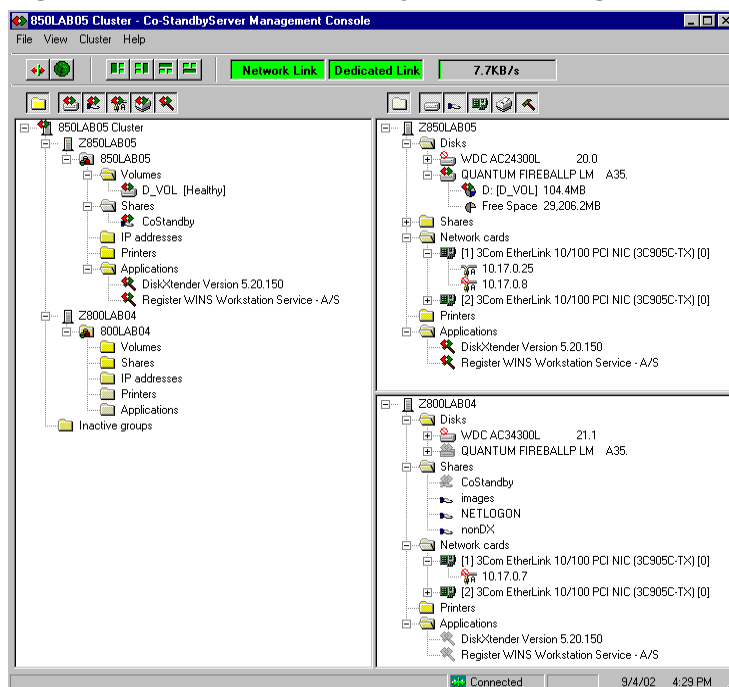 850LAB05 Cluster - Co-StandbyServer Management Console
File View Cluster Help
Network Link Dedicated Link 7.7KB/s
850LAB05 Cluster
Z850LAB05
850LAB05
Volumes
D_VOL [Healthy]
Shares
CoStandby
IP addresses
Printers
Applications
DiskXtender Version 5.20.150
Register WINS Workstation Service - A/S
Z800LAB04
800LAB04
Volumes
Shares
IP addresses
Printers
Applications
Inactive groups
Z850LAB05
Disks
WDC AC24300L 20.0
QUANTUM FIREBALLP LM A35.
D: [D_VOL] 104.4MB
Free Space 29,206.2MB
Shares
Network cards
[1] 3Com EtherLink 10/100 PCI NIC (3C905C-TX) [0]
10.17.0.25
10.17.0.8
[2] 3Com EtherLink 10/100 PCI NIC (3C905C-TX) [0]
Printers
Applications
DiskXtender Version 5.20.150
Register WINS Workstation Service - A/S
Z800LAB04
Disks
WDC AC34300L 21.1
QUANTUM FIREBALLP LM A35.
Shares
CoStandby
images
NETLOGON
nonDX
Network cards
[1] 3Com EtherLink 10/100 PCI NIC (3C905C-TX) [0]
10.17.0.7
[2] 3Com EtherLink 10/100 PCI NIC (3C905C-TX) [0]
Printers
Applications
DiskXtender Version 5.20.150
Register WINS Workstation Service - A/S
Connected 9/4/02 4:29 PM